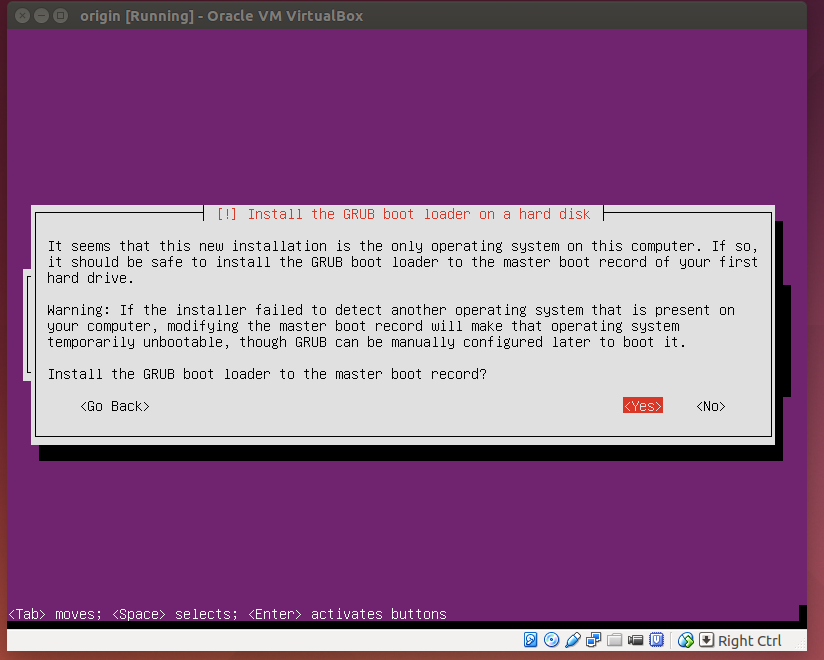 origin [Running] - Oracle VM VirtualBox
[!] Install the GRUB boot loader on a hard disk
It seems that this new installation is the only operating system on this computer. If so,
it should be safe to install the GRUB boot loader to the master boot record of your first
hard drive.
Warning: If the installer failed to detect another operating system that is present on
your computer, modifying the master boot record will make that operating system
temporarily unbootable, though GRUB can be manually configured later to boot it.
Install the GRUB boot loader to the master boot record?
<Go Back> <Yes> <No>
<Tab> moves; <Space> selects; <Enter> activates buttons
Right Ctrl